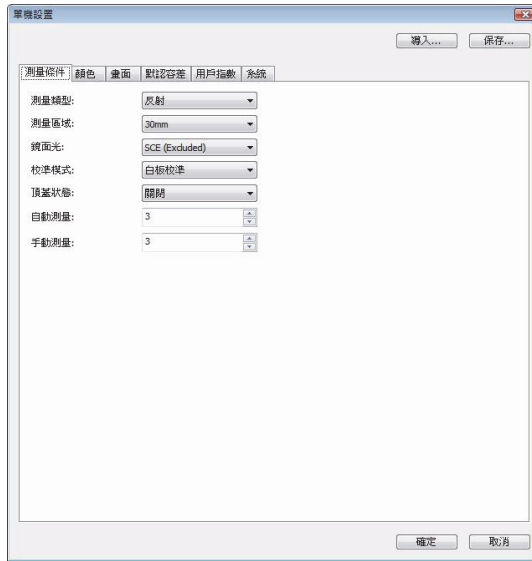 單機設置
導入... 保存...
測量條件 顏色 畫面 默認容差 用戶指數 系統
測量類型: 反射
測量區域: 30mm
鏡面光: SCE (Excluded)
校準模式: 白板校準
頂蓋狀態: 關閉
自動測量: 3
手動測量: 3
確定 取消